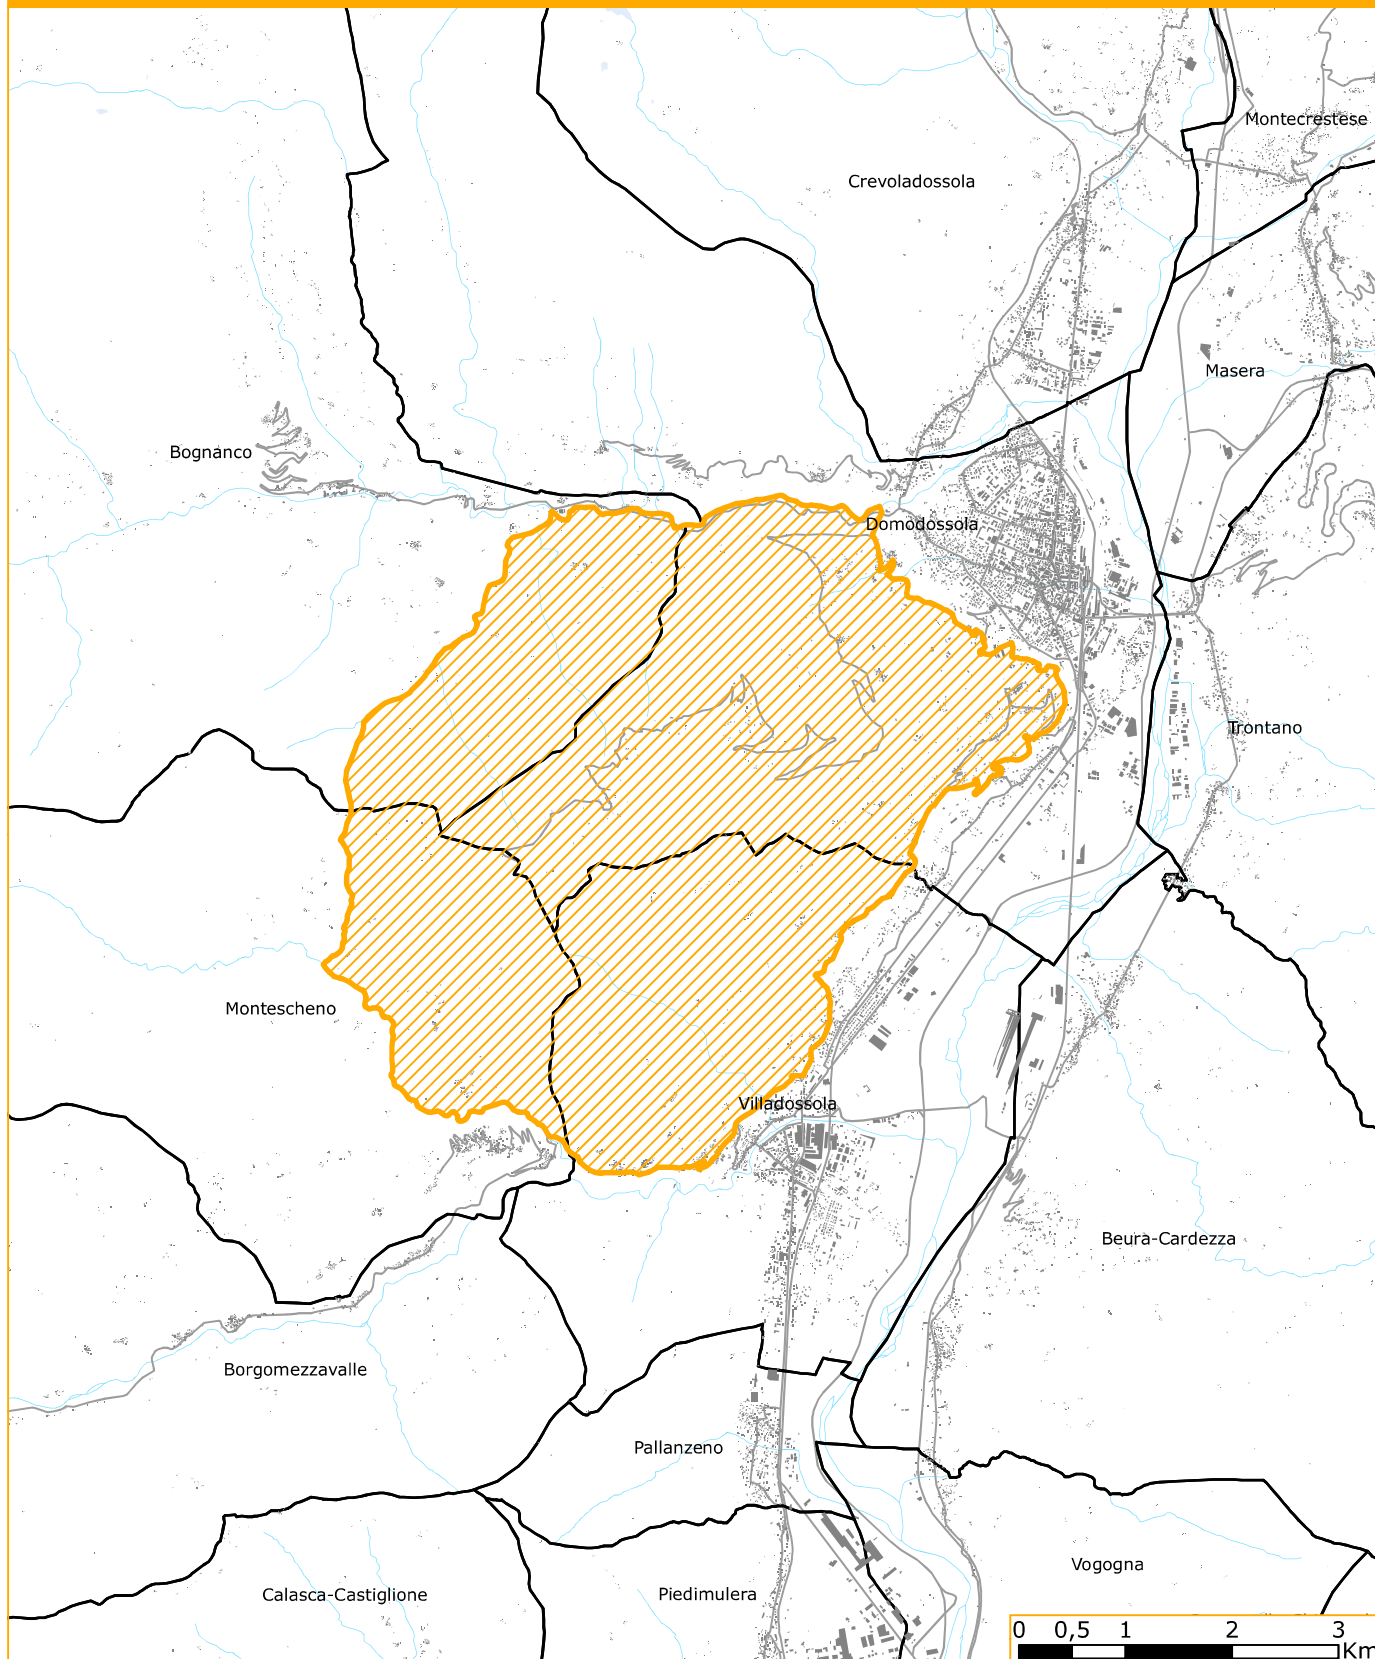 Montecrestese
Crevoladossola
Masera
Bognanco
Domodossola
Trontano
Montescheno
Villadossola
Beura-Cardezza
Borgomezzavalle
Pallanzeno
Vogogna
Calasca-Castiglione
Piedimulera
0 0,5 1 2 3
Km